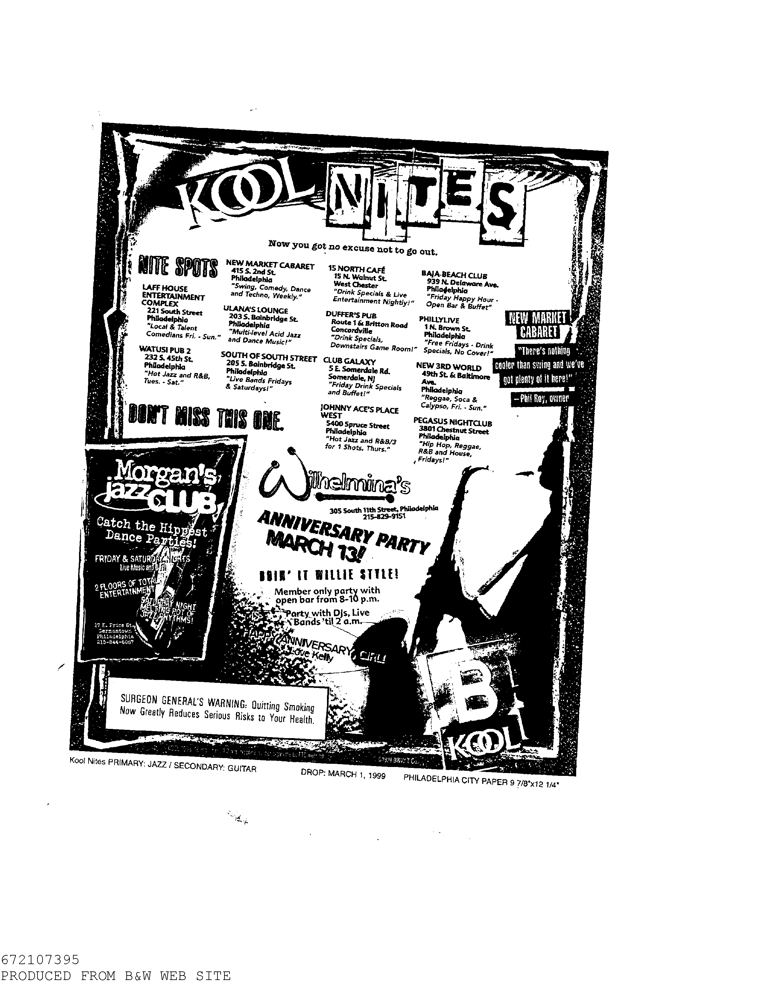 KOOL NITES
Now you got no excuse not to go out.
NITE SPOTS
LAFF HOUSE
ENTERTAINMENT
COMPLEX
221 South Street
Philadelphia
"Local & Talent
Comedians Fri. - Sun."
WATUSI PUB 2
232 S. 45th St.
Philadelphia
"Hot Jazz and R&B,
Tues. - Sat."
NEW MARKET CABARET
415 S. 2nd St.
Philadelphia
"Swing, Comedy, Dance
and Techno, Weekly."
ULANA'S LOUNGE
203 S. Bainbridge St.
Philadelphia
"Multi-level Acid Jazz
and Dance Music!"
SOUTH OF SOUTH STREET
205 S. Bainbridge St.
Philadelphia
"Live Bands Fridays
& Saturdays!"
15 NORTH CAFÉ
15 N. Walnut St.
West Chester
"Drink Specials & Live
Entertainment Nightly!"
DUFFER'S PUB
Route 1 & Britton Road
Concordville
"Drink Specials,
Downstairs Game Room!"
CLUB GALAXY
5 E. Somerdale Rd.
Somerdale, NJ
"Friday Drink Specials
and Buffet!"
JOHNNY ACE'S PLACE
WEST
5400 Spruce Street
Philadelphia
"Hot Jazz and R&B/3
for 1 Shots, Thurs."
BAJA BEACH CLUB
939 N. Delaware Ave.
Philadelphia
"Friday Happy Hour -
Open Bar & Buffet"
PHILLYLIVE
1 N. Brown St.
Philadelphia
"Free Fridays - Drink
Specials, No Cover!"
NEW 3RD WORLD
49th St. & Baltimore
Ave.
Philadelphia
"Reggae, Soca &
Calypso, Fri. - Sun."
PEGASUS NIGHTCLUB
3801 Chestnut Street
Philadelphia
"Hip Hop, Reggae,
R&B and House,
Fridays!"
NEW MARKET
CABARET
"There's nothing
cooler than swing and we've
got plenty of it here!"
—Phil Roy, owner
DON'T MISS THIS ONE.
Morgan's
jazz CLUB
Catch the Hippest
Dance Parties!
FRIDAY & SATURDAY NIGHTS
Live Music and
2 FLOORS OF TOTAL
ENTERTAINMENT
17 E. Price St.
Germantown
Philadelphia
215-844-6067
Wilhelmina's
305 South 11th Street, Philadelphia
215-829-9151
ANNIVERSARY PARTY
MARCH 13!
DOIN' IT WILLIE STYLE!
Member only party with
open bar from 8-10 p.m.
Party with DJs, Live
Bands 'til 2 a.m.
HAPPY ANNIVERSARY, GIRL!
Love Kelly
B
KOOL
SURGEON GENERAL'S WARNING: Quitting Smoking
Now Greatly Reduces Serious Risks to Your Health.
Kool Nites PRIMARY: JAZZ / SECONDARY: GUITAR
DROP: MARCH 1, 1999
PHILADELPHIA CITY PAPER 9 7/8"x12 1/4"
672107395
PRODUCED FROM B&W WEB SITE